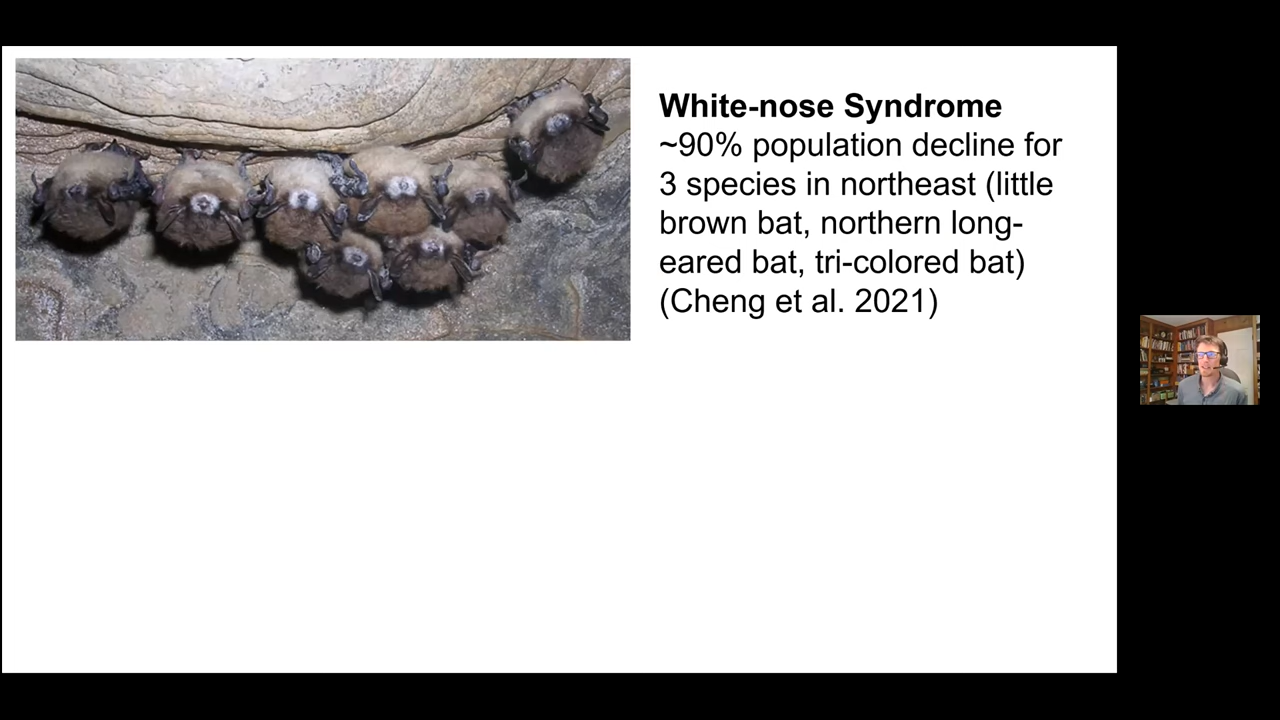 White-nose Syndrome
~90% population decline for
3 species in northeast (little
brown bat, northern long-
eared bat, tri-colored bat)
(Cheng et al. 2021)